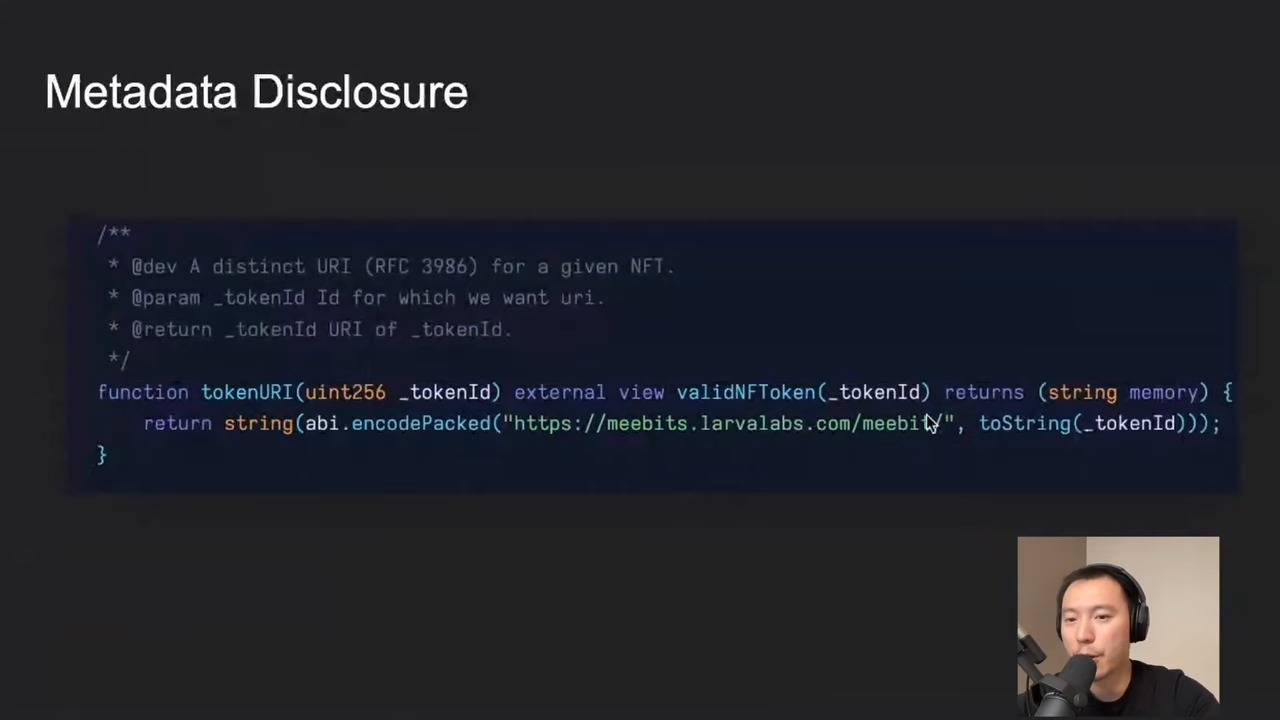 Metadata Disclosure
/**
* @dev A distinct URI (RFC 3986) for a given NFT.
* @param _tokenId Id for which we want uri.
* @return _tokenId URI of _tokenId.
*/
function tokenURI(uint256 _tokenId) external view validNFToken(_tokenId) returns (string memory) {
return string(abi.encodePacked("https://meebits.larvalabs.com/meebit/", toString(_tokenId)));
}